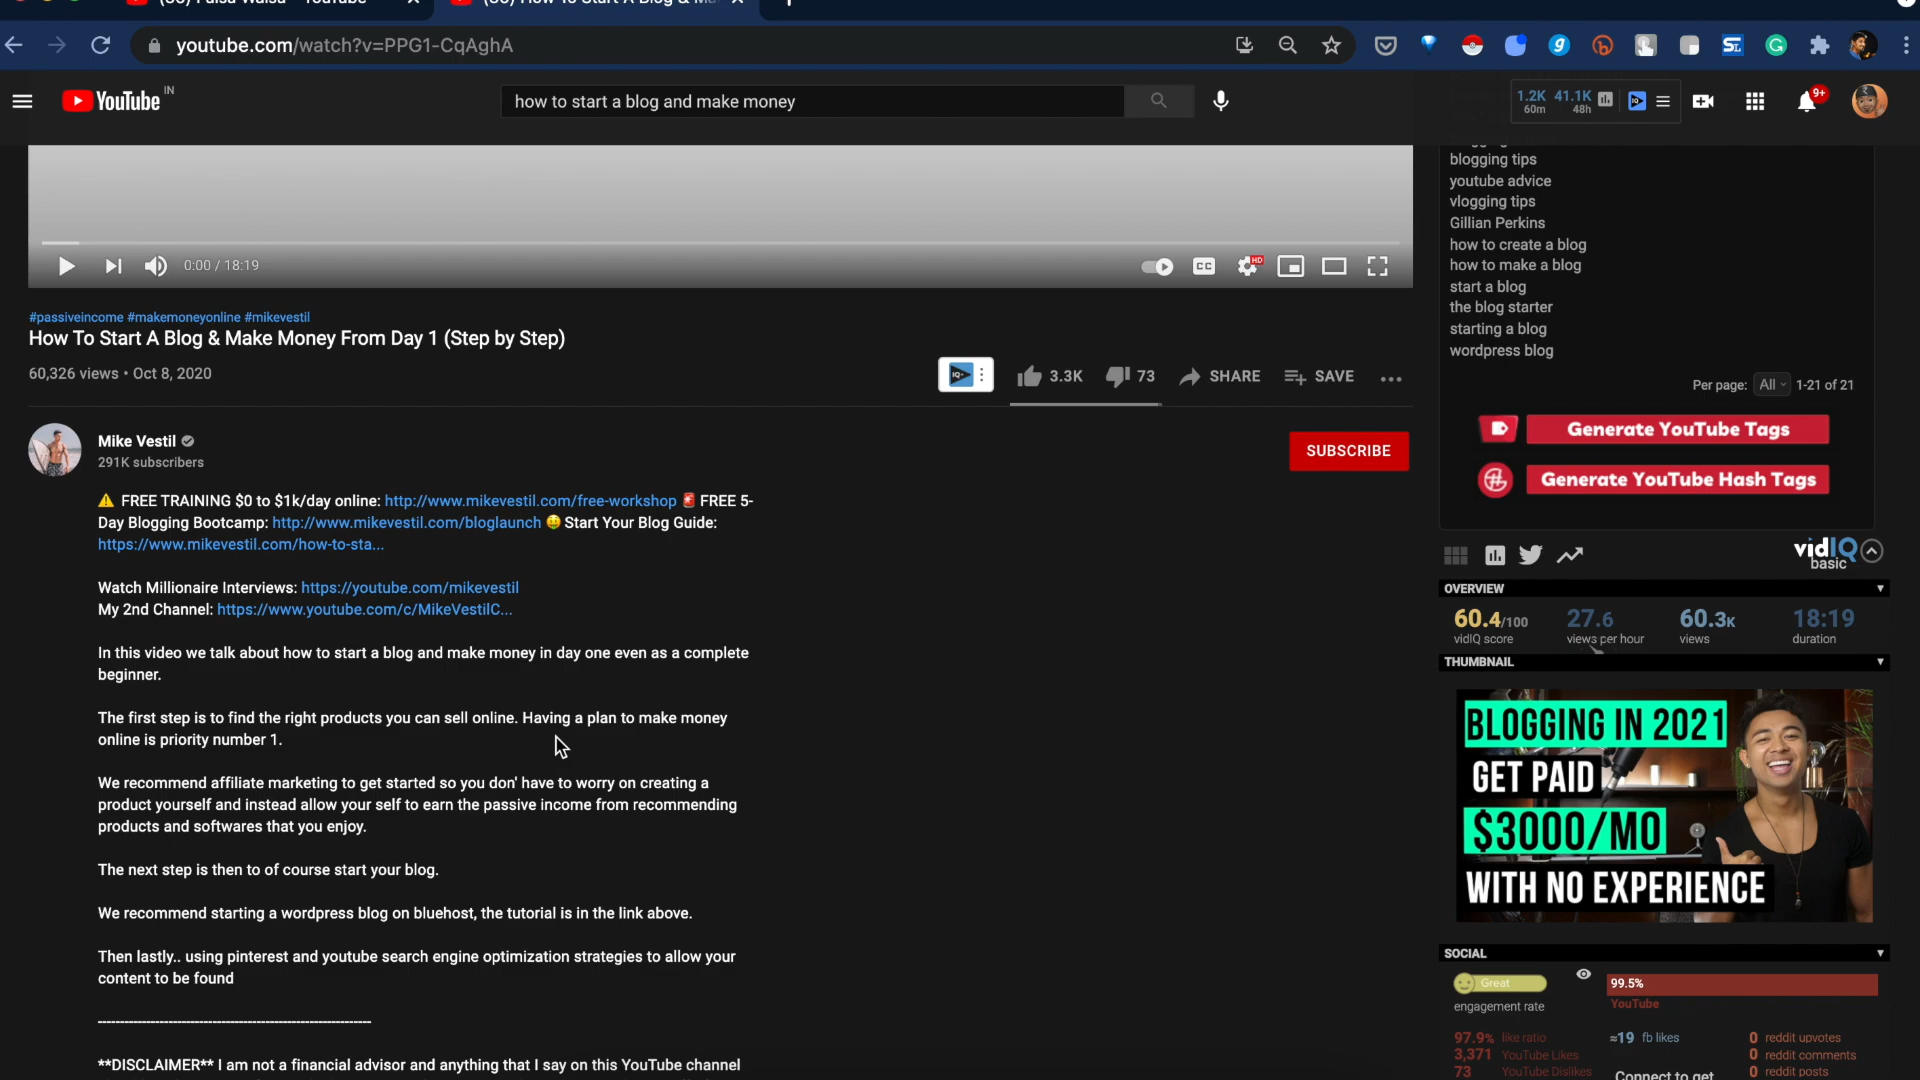 youtube.com/watch?v=PPG1-CqAghA
YouTube IN
how to start a blog and make money
1.2K 41.1K
60m 48h
9+
0:00 / 18:19
CC
HD
#passiveincome #makemoneyonline #mikevestil
How To Start A Blog & Make Money From Day 1 (Step by Step)
60,326 views • Oct 8, 2020
3.3K 73 SHARE SAVE
Mike Vestil
291K subscribers
SUBSCRIBE
FREE TRAINING $0 to $1k/day online: http://www.mikevestil.com/free-workshop FREE 5-
Day Blogging Bootcamp: http://www.mikevestil.com/bloglaunch Start Your Blog Guide:
https://www.mikevestil.com/how-to-sta...
Watch Millionaire Interviews: https://youtube.com/mikevestil
My 2nd Channel: https://www.youtube.com/c/MikeVestilC...
In this video we talk about how to start a blog and make money in day one even as a complete
beginner.
The first step is to find the right products you can sell online. Having a plan to make money
online is priority number 1.
We recommend affiliate marketing to get started so you don' have to worry on creating a
product yourself and instead allow your self to earn the passive income from recommending
products and softwares that you enjoy.
The next step is then to of course start your blog.
We recommend starting a wordpress blog on bluehost, the tutorial is in the link above.
Then lastly.. using pinterest and youtube search engine optimization strategies to allow your
content to be found
--------------------------------------------------------------
**DISCLAIMER** I am not a financial advisor and anything that I say on this YouTube channel
blogging tips
youtube advice
vlogging tips
Gillian Perkins
how to create a blog
how to make a blog
start a blog
the blog starter
starting a blog
wordpress blog
Per page: All 1-21 of 21
Generate YouTube Tags
Generate YouTube Hash Tags
vidIQ
basic
OVERVIEW
60.4/100 27.6 60.3K 18:19
vidIQ score views per hour views duration
THUMBNAIL
BLOGGING IN 2021
GET PAID
$3000/MO
WITH NO EXPERIENCE
SOCIAL
Great 99.5%
engagement rate YouTube
97.9% like ratio ≈19 fb likes 0 reddit upvotes
3,371 YouTube Likes 0 reddit comments
73 YouTube Dislikes Connect to get 0 reddit posts